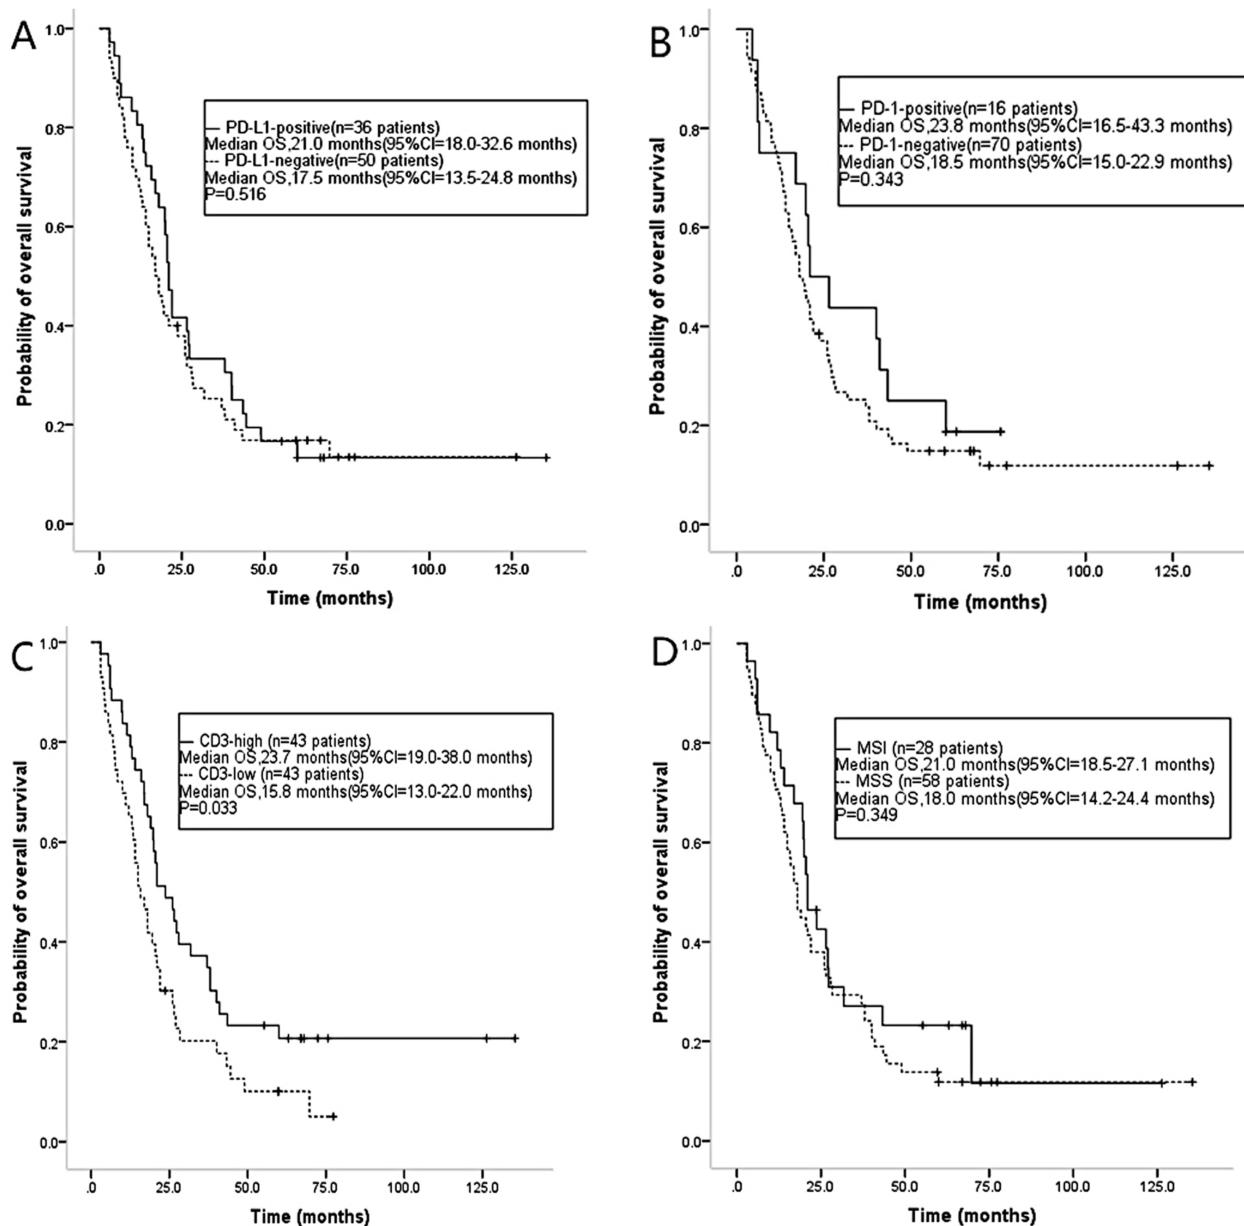 A
Probability of overall survival
1.0
0.8
0.6
0.4
0.2
0.0
PD-L1-positive(n=36 patients)
Median OS,21.0 months(95%CI=18.0-32.6 months)
PD-L1-negative(n=50 patients)
Median OS,17.5 months(95%CI=13.5-24.8 months)
P=0.516
.0 25.0 50.0 75.0 100.0 125.0
Time (months)
B
Probability of overall survival
1.0
0.8
0.6
0.4
0.2
0.0
PD-1-positive(n=16 patients)
Median OS,23.8 months(95%CI=16.5-43.3 months)
PD-1-negative(n=70 patients)
Median OS,18.5 months(95%CI=15.0-22.9 months)
P=0.343
.0 25.0 50.0 75.0 100.0 125.0
Time (months)
C
Probability of overall survival
1.0
0.8
0.6
0.4
0.2
0.0
CD3-high (n=43 patients)
Median OS,23.7 months(95%CI=19.0-38.0 months)
CD3-low (n=43 patients)
Median OS,15.8 months(95%CI=13.0-22.0 months)
P=0.033
.0 25.0 50.0 75.0 100.0 125.0
Time (months)
D
Probability of overall survival
1.0
0.8
0.6
0.4
0.2
0.0
MSI (n=28 patients)
Median OS,21.0 months(95%CI=18.5-27.1 months)
MSS (n=58 patients)
Median OS,18.0 months(95%CI=14.2-24.4 months)
P=0.349
.0 25.0 50.0 75.0 100.0 125.0
Time (months)